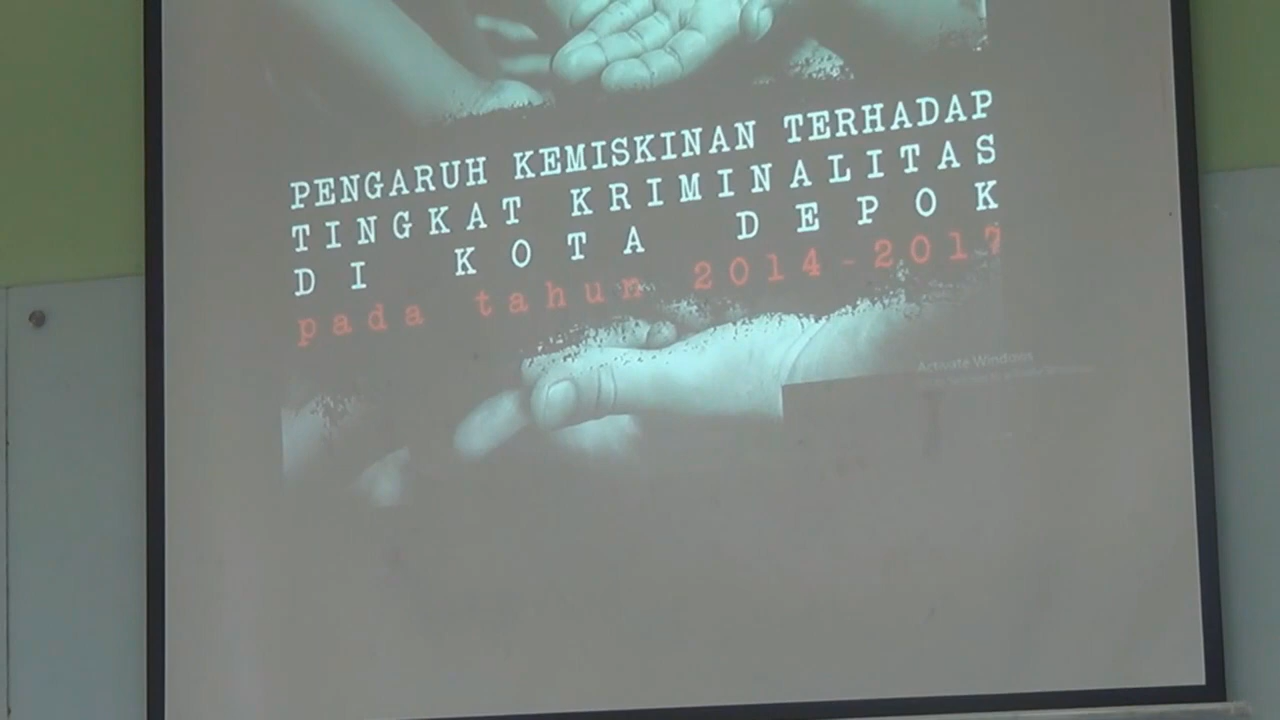 PENGARUH KEMISKINAN TERHADAP
TINGKAT KRIMINALITAS
DI KOTA DEPOK
pada tahun 2014-2017
Activate Windows